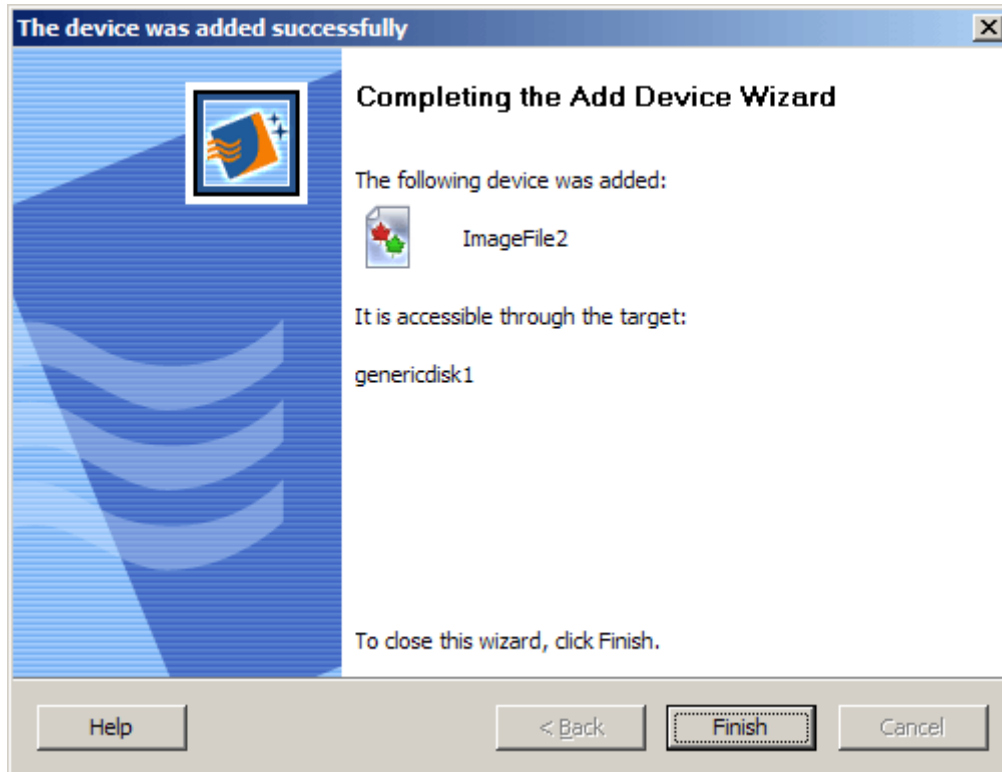 The device was added successfully
Completing the Add Device Wizard
The following device was added:
ImageFile2
It is accessible through the target:
genericdisk1
To close this wizard, click Finish.
Help
< Back
Finish
Cancel